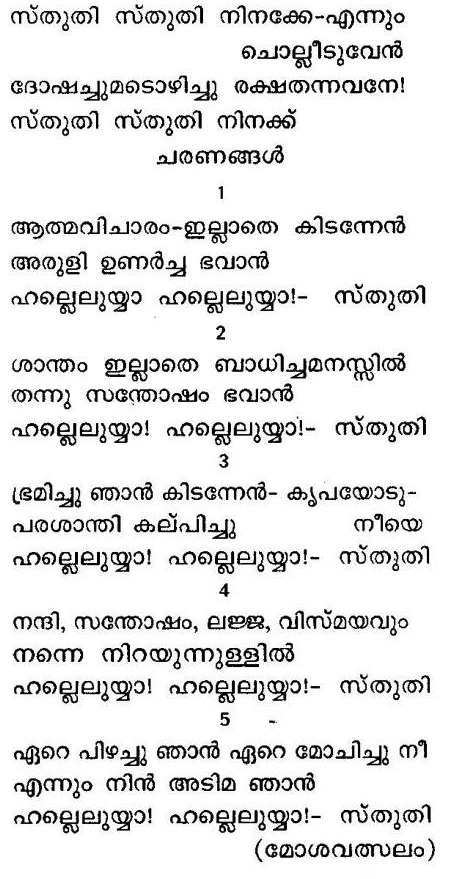 സ്തുതി സ്തുതി നിനക്കേ-എന്നും
ചൊല്ലീടുവേൻ
ദോഷച്ചുമടൊഴിച്ചു രക്ഷതന്നവനേ!
സ്തുതി സ്തുതി നിനക്ക്
ചരണങ്ങൾ
1
ആത്മവിചാരം-ഇല്ലാതെ കിടന്നേൻ
അരുളി ഉണർച്ച ഭവാൻ
ഹല്ലെലുയ്യാ ഹല്ലെലുയ്യാ!- സ്തുതി
2
ശാന്തം ഇല്ലാതെ ബാധിച്ചമനസ്സിൽ
തന്നു സന്തോഷം ഭവാൻ
ഹല്ലെലുയ്യാ! ഹല്ലെലുയ്യാ!- സ്തുതി
3
ഭ്രമിച്ചു ഞാൻ കിടന്നേൻ- കൃപയോടു-
പരശാന്തി കല്പിച്ചു നീയെ
ഹല്ലെലുയ്യാ! ഹല്ലെലുയ്യാ!- സ്തുതി
4
നന്ദി, സന്തോഷം, ലജ്ജ, വിസ്മയവും
നന്നെ നിറയുന്നുള്ളിൽ
ഹല്ലെലുയ്യാ! ഹല്ലെലുയ്യാ!- സ്തുതി
5 -
ഏറെ പിഴച്ചു ഞാൻ ഏറെ മോചിച്ചു നീ
എന്നും നിൻ അടിമ ഞാൻ
ഹല്ലെലുയ്യാ! ഹല്ലെലുയ്യാ!- സ്തുതി
(മോശവത്സലം)